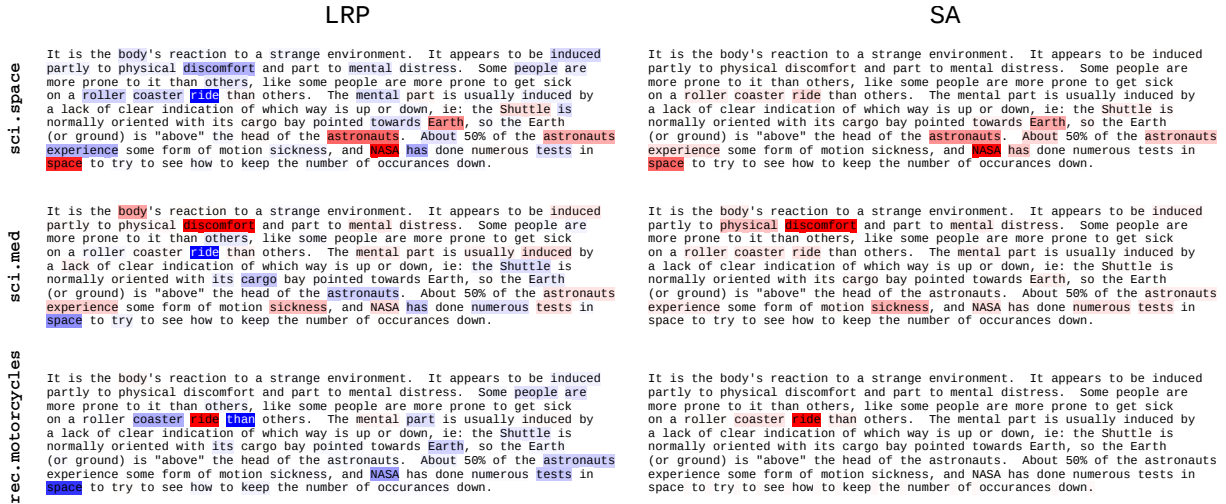 LRP
SA
sci.space
It is the body's reaction to a strange environment.  It appears to be induced
partly to physical discomfort and part to mental distress.  Some people are
more prone to it than others, like some people are more prone to get sick
on a roller coaster ride than others.  The mental part is usually induced by
a lack of clear indication of which way is up or down, ie: the Shuttle is
normally oriented with its cargo bay pointed towards Earth, so the Earth
(or ground) is "above" the head of the astronauts.  About 50% of the astronauts
experience some form of motion sickness, and NASA has done numerous tests in
space to try to see how to keep the number of occurances down.
It is the body's reaction to a strange environment.  It appears to be induced
partly to physical discomfort and part to mental distress.  Some people are
more prone to it than others, like some people are more prone to get sick
on a roller coaster ride than others.  The mental part is usually induced by
a lack of clear indication of which way is up or down, ie: the Shuttle is
normally oriented with its cargo bay pointed towards Earth, so the Earth
(or ground) is "above" the head of the astronauts.  About 50% of the astronauts
experience some form of motion sickness, and NASA has done numerous tests in
space to try to see how to keep the number of occurances down.
sci.med
It is the body's reaction to a strange environment.  It appears to be induced
partly to physical discomfort and part to mental distress.  Some people are
more prone to it than others, like some people are more prone to get sick
on a roller coaster ride than others.  The mental part is usually induced by
a lack of clear indication of which way is up or down, ie: the Shuttle is
normally oriented with its cargo bay pointed towards Earth, so the Earth
(or ground) is "above" the head of the astronauts.  About 50% of the astronauts
experience some form of motion sickness, and NASA has done numerous tests in
space to try to see how to keep the number of occurances down.
It is the body's reaction to a strange environment.  It appears to be induced
partly to physical discomfort and part to mental distress.  Some people are
more prone to it than others, like some people are more prone to get sick
on a roller coaster ride than others.  The mental part is usually induced by
a lack of clear indication of which way is up or down, ie: the Shuttle is
normally oriented with its cargo bay pointed towards Earth, so the Earth
(or ground) is "above" the head of the astronauts.  About 50% of the astronauts
experience some form of motion sickness, and NASA has done numerous tests in
space to try to see how to keep the number of occurances down.
rec.motorcycles
It is the body's reaction to a strange environment.  It appears to be induced
partly to physical discomfort and part to mental distress.  Some people are
more prone to it than others, like some people are more prone to get sick
on a roller coaster ride than others.  The mental part is usually induced by
a lack of clear indication of which way is up or down, ie: the Shuttle is
normally oriented with its cargo bay pointed towards Earth, so the Earth
(or ground) is "above" the head of the astronauts.  About 50% of the astronauts
experience some form of motion sickness, and NASA has done numerous tests in
space to try to see how to keep the number of occurances down.
It is the body's reaction to a strange environment.  It appears to be induced
partly to physical discomfort and part to mental distress.  Some people are
more prone to it than others, like some people are more prone to get sick
on a roller coaster ride than others.  The mental part is usually induced by
a lack of clear indication of which way is up or down, ie: the Shuttle is
normally oriented with its cargo bay pointed towards Earth, so the Earth
(or ground) is "above" the head of the astronauts.  About 50% of the astronauts
experience some form of motion sickness, and NASA has done numerous tests in
space to try to see how to keep the number of occurances down.